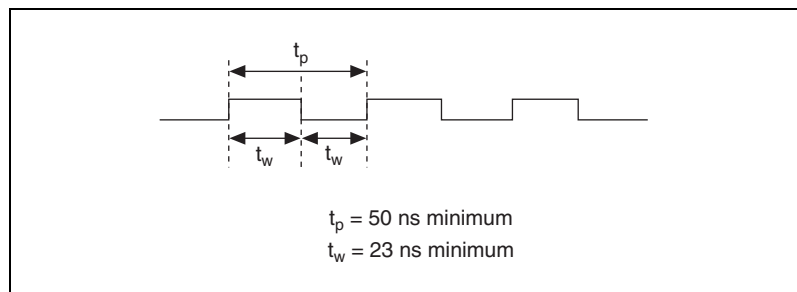 tp
tw tw
tp = 50 ns minimum
tw = 23 ns minimum